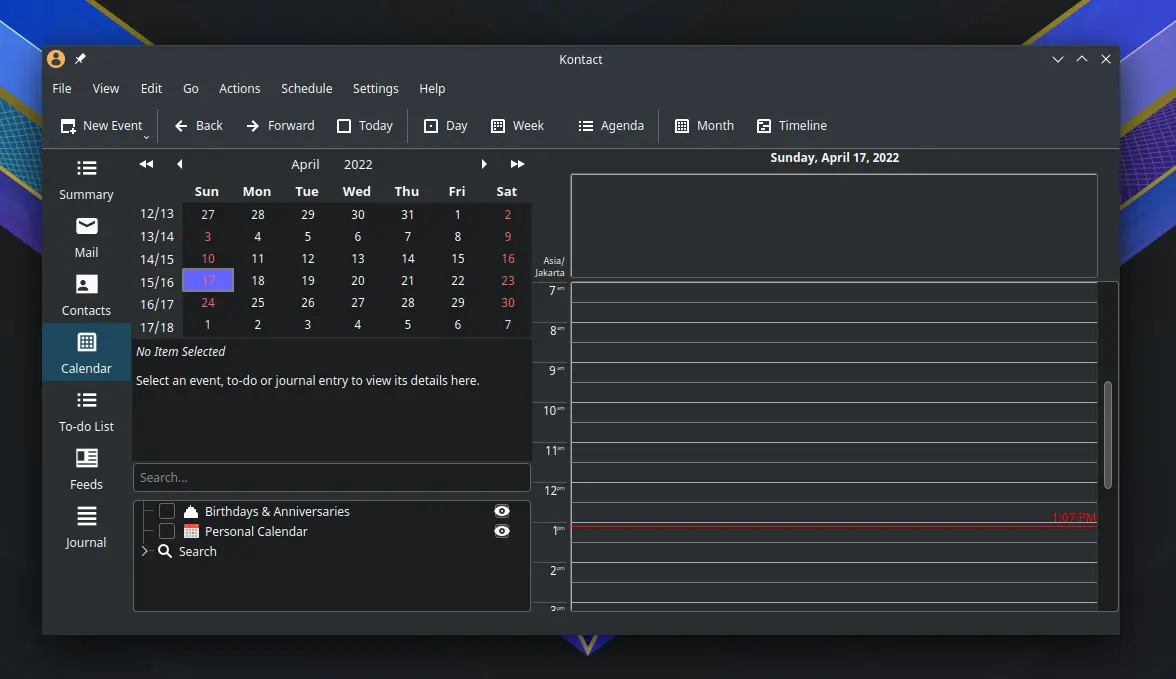 Kontact
File View Edit Go Actions Schedule Settings Help
New Event Back Forward Today Day Week Agenda Month Timeline
Summary
Mail
Contacts
Calendar
To-do List
Feeds
Journal
April 2022
Sun Mon Tue Wed Thu Fri Sat
12/13 27 28 29 30 31 1 2
13/14 3 4 5 6 7 8 9
14/15 10 11 12 13 14 15 16
15/16 17 18 19 20 21 22 23
16/17 24 25 26 27 28 29 30
17/18 1 2 3 4 5 6 7
No Item Selected
Select an event, to-do or journal entry to view its details here.
Search...
Birthdays & Anniversaries
Personal Calendar
Search
Sunday, April 17, 2022
Asia/
Jakarta
7 am
8 am
9 am
10 am
11 am
12 pm
1:07 PM
1 pm
2 pm
3 pm